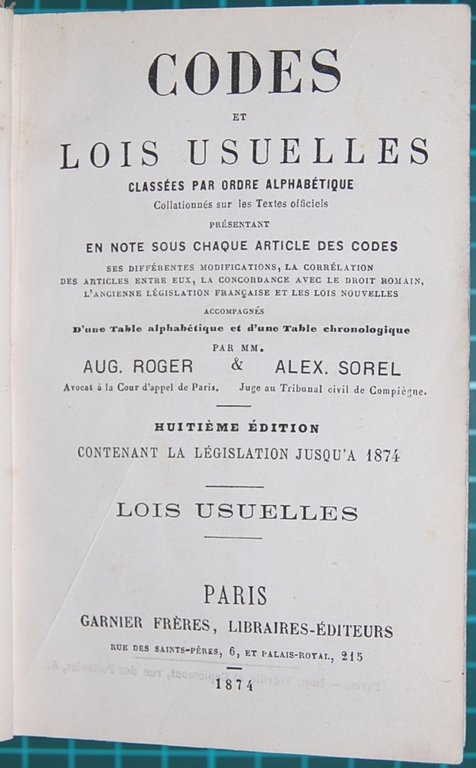 CODES
ET
LOIS USUELLES
CLASSÉES PAR ORDRE ALPHABÉTIQUE
Collationnés sur les Textes officiels
PRÉSENTANT
EN NOTE SOUS CHAQUE ARTICLE DES CODES
SES DIFFÉRENTES MODIFICATIONS, LA CORRÉLATION
DES ARTICLES ENTRE EUX, LA CONCORDANCE AVEC LE DROIT ROMAIN,
L'ANCIENNE LÉGISLATION FRANÇAISE ET LES LOIS NOUVELLES
ACCOMPAGNÉS
D'une Table alphabétique et d'une Table chronologique
PAR MM.
AUG. ROGER & ALEX. SOREL
Avocat à la Cour d'appel de Paris. Juge au Tribunal civil de Compiègne.
HUITIÈME ÉDITION
CONTENANT LA LÉGISLATION JUSQU'A 1874
LOIS USUELLES
PARIS
GARNIER FRÈRES, LIBRAIRES-ÉDITEURS
RUE DES SAINTS-PÈRES, 6, ET PALAIS-ROYAL, 215
1874